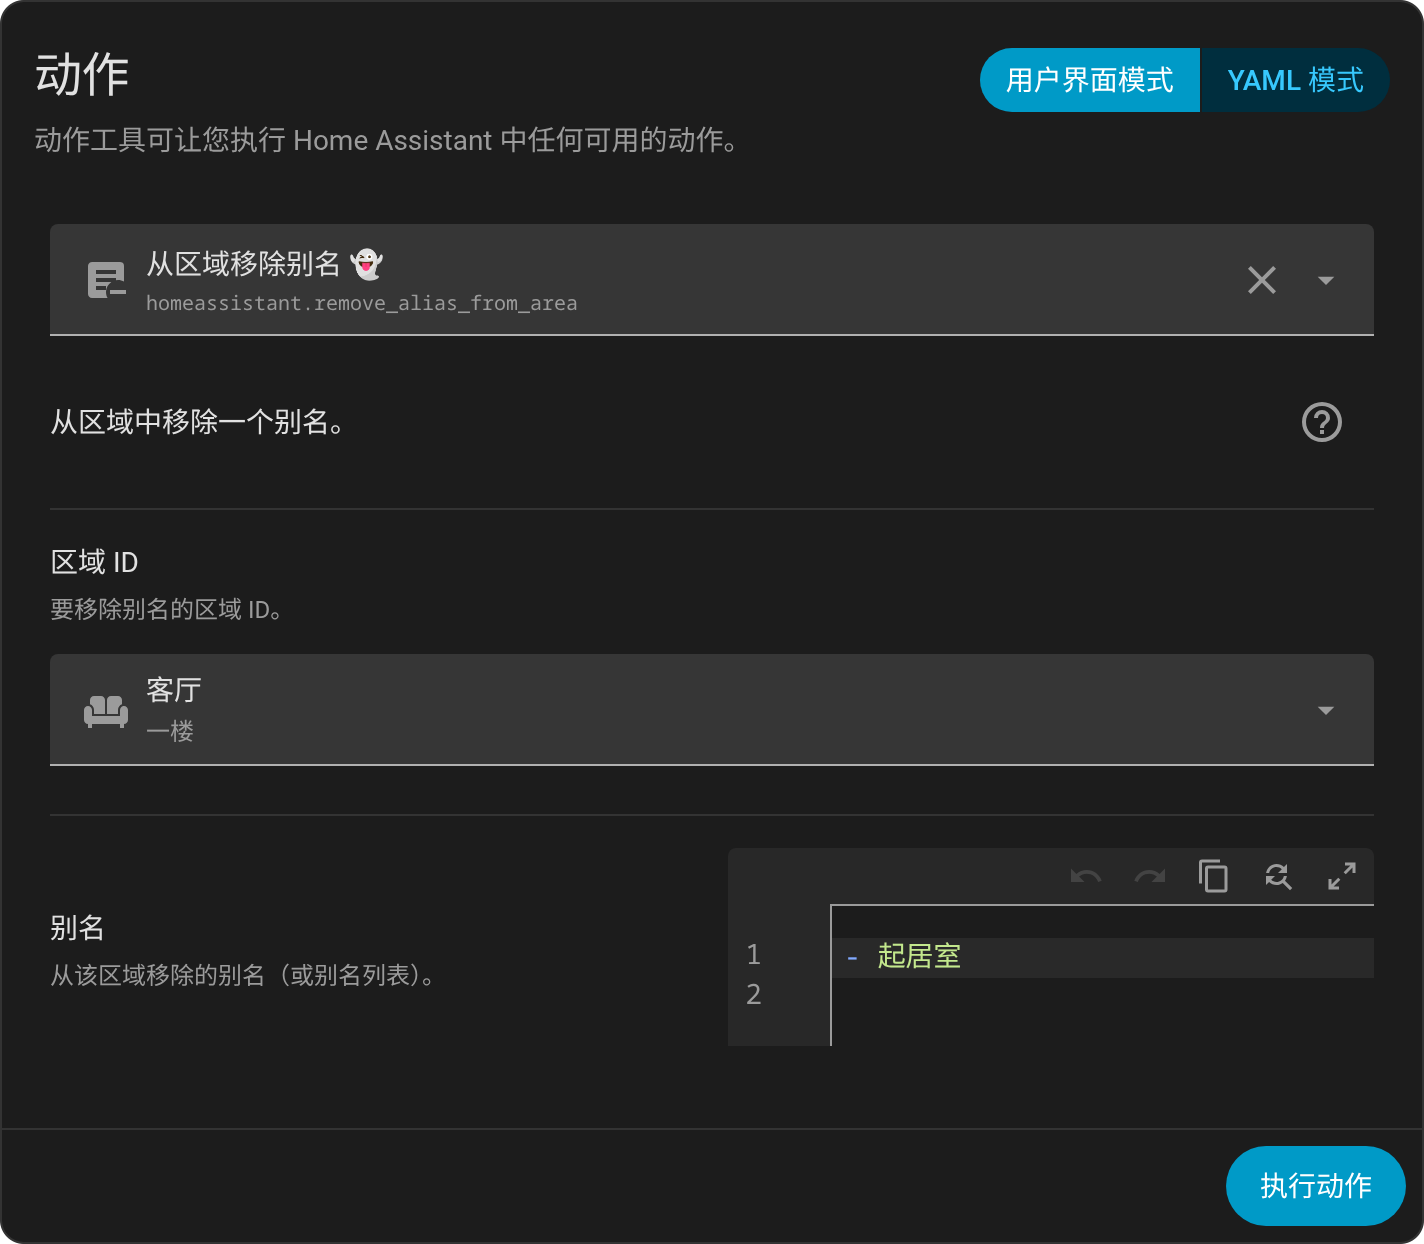 动作
用户界面模式
YAML 模式
动作工具可让您执行 Home Assistant 中任何可用的动作。
从区域移除别名 👻
homeassistant.remove_alias_from_area
从区域中移除一个别名。
区域 ID
要移除别名的区域 ID。
客厅
一楼
别名
从该区域移除的别名（或别名列表）。
1
- 起居室
2
执行动作